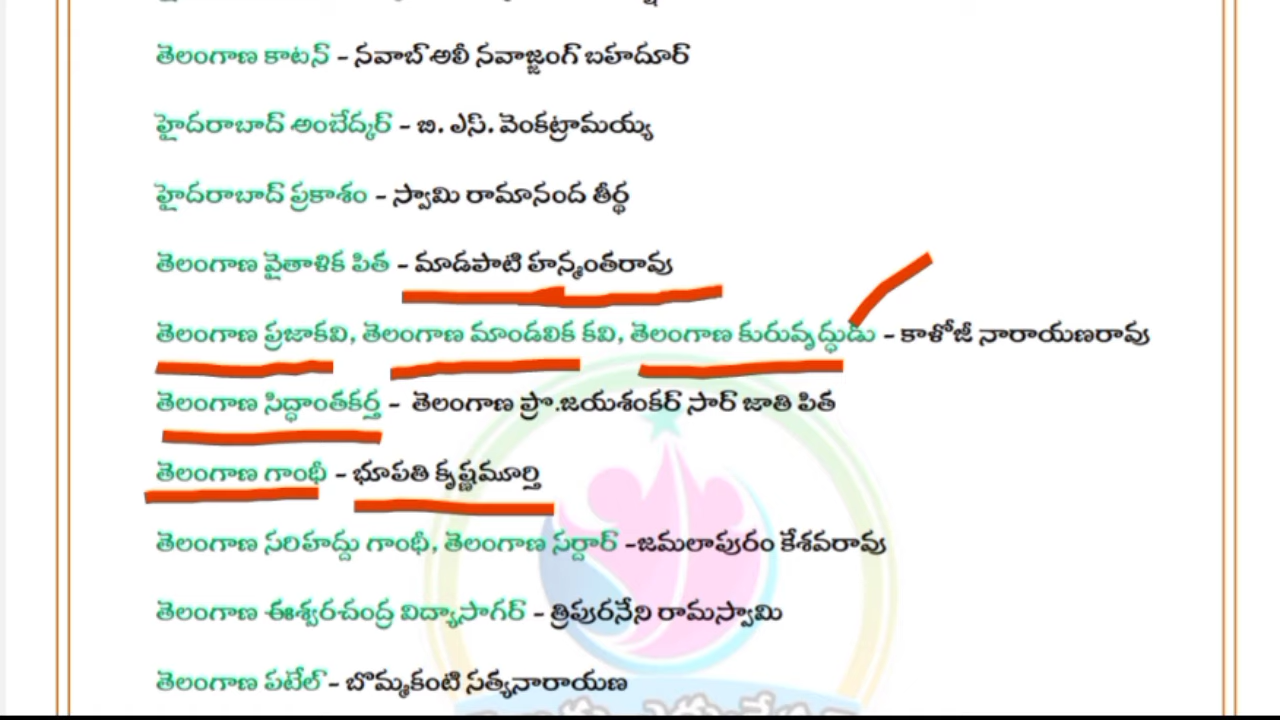 తెలంగాణ కాటన్ - నవాబ్ అలీ నవాజ్జంగ్ బహదూర్
హైదరాబాద్ అంబేద్కర్ - బి. ఎస్. వెంకట్రామయ్య
హైదరాబాద్ ప్రకాశం - స్వామి రామానంద తీర్థ
తెలంగాణ వైతాళిక పిత - మాడపాటి హన్మంతరావు
తెలంగాణ ప్రజాకవి, తెలంగాణ మాండలిక కవి, తెలంగాణ కురువృద్ధుడు - కాళోజీ నారాయణరావు
తెలంగాణ సిద్ధాంతకర్త - తెలంగాణ ప్రొ.జయశంకర్ సార్ జాతి పిత
తెలంగాణ గాంధీ - భూపతి కృష్ణమూర్తి
తెలంగాణ సరిహద్దు గాంధీ, తెలంగాణ సర్దార్ -జమలాపురం కేశవరావు
తెలంగాణ ఈశ్వరచంద్ర విద్యాసాగర్ - త్రిపురనేని రామస్వామి
తెలంగాణ పటేల్ - బొమ్మకంటి సత్యనారాయణ